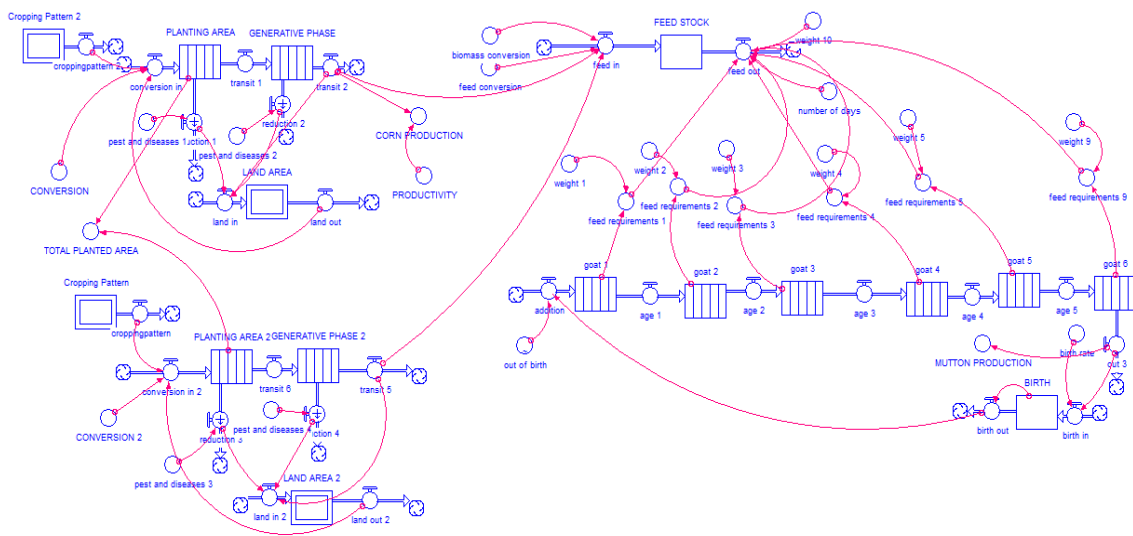 Cropping Pattern 2
PLANTING AREA
GENERATIVE PHASE
FEED STOCK
weight 10
croppingpattern 2
conversion in
transit 1
transit 2
biomass conversion
feed in
feed out
feed conversion
number of days
pest and diseases 1
uction 1
reduction 2
pest and diseases 2
CORN PRODUCTION
LAND AREA
CONVERSION
PRODUCTIVITY
land in
land out
TOTAL PLANTED AREA
weight 1
weight 2
weight 3
weight 4
weight 5
weight 9
feed requirements 1
feed requirements 2
feed requirements 3
feed requirements 4
feed requirements 5
feed requirements 9
goat 1
goat 2
goat 3
goat 4
goat 5
goat 6
addition
age 1
age 2
age 3
age 4
age 5
out of birth
MUTTON PRODUCTION
birth rate
out 3
BIRTH
birth out
birth in
Cropping Pattern
croppingpattern
PLANTING AREA 2
GENERATIVE PHASE 2
conversion in 2
transit 6
transit 5
CONVERSION 2
reduction 3
pest and diseases
uction 4
pest and diseases 3
LAND AREA 2
land in 2
land out 2